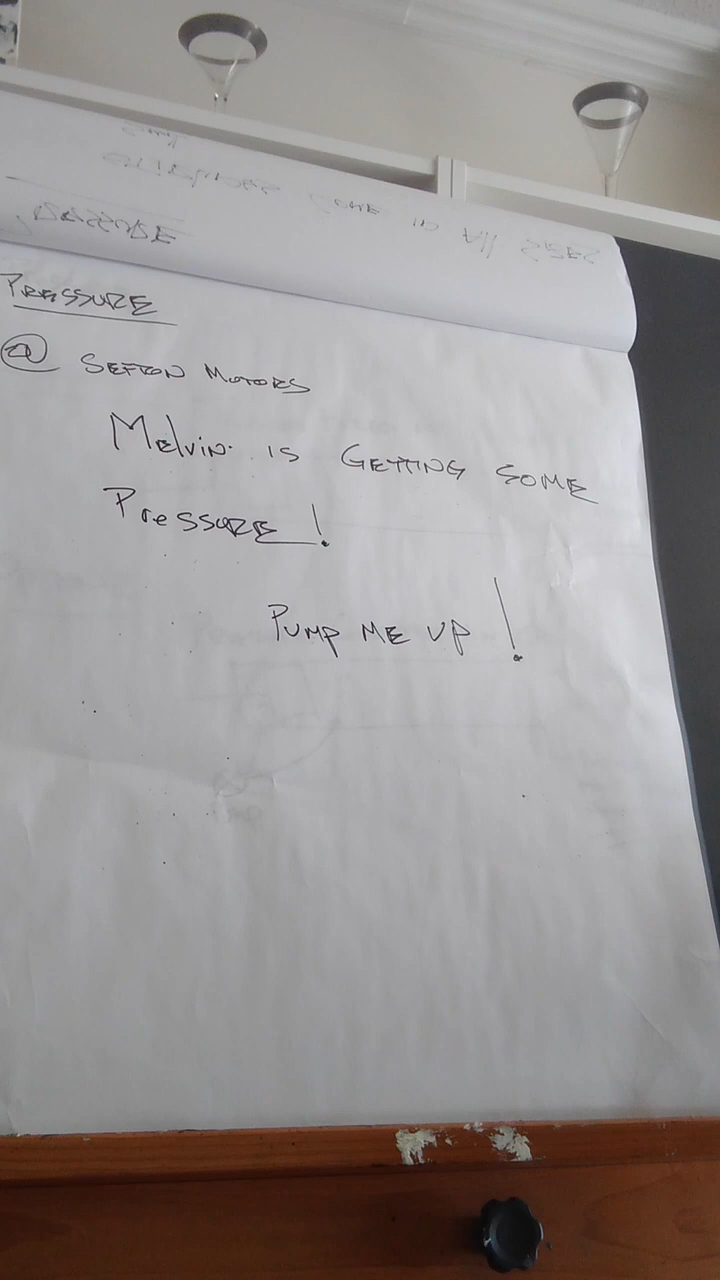 PRESSURE
@ SEFTON MOTORS
Melvin IS GETTING SOME
PressURE!
PUMP ME UP!